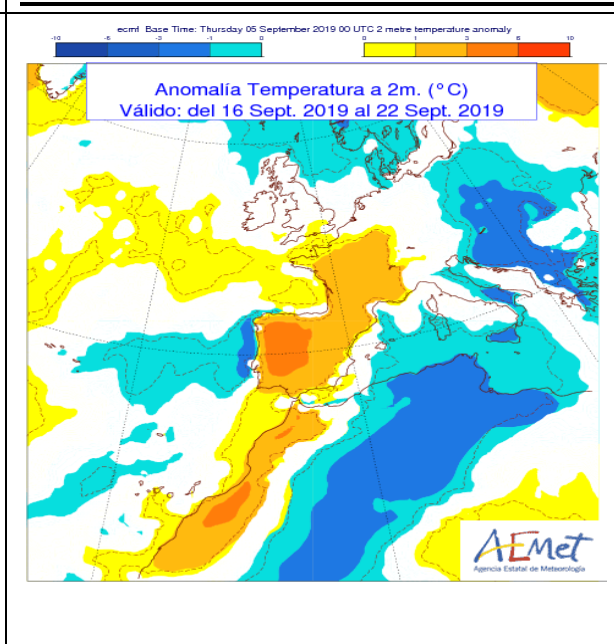 ecmf Base Time: Thursday 05 September 2019 00 UTC 2 metre temperature anomaly
-10 -6 -3 -1 0 0 1 3 6 10
Anomalía Temperatura a 2m. (°C)
Válido: del 16 Sept. 2019 al 22 Sept. 2019
AEMet
Agencia Estatal de Meteorología